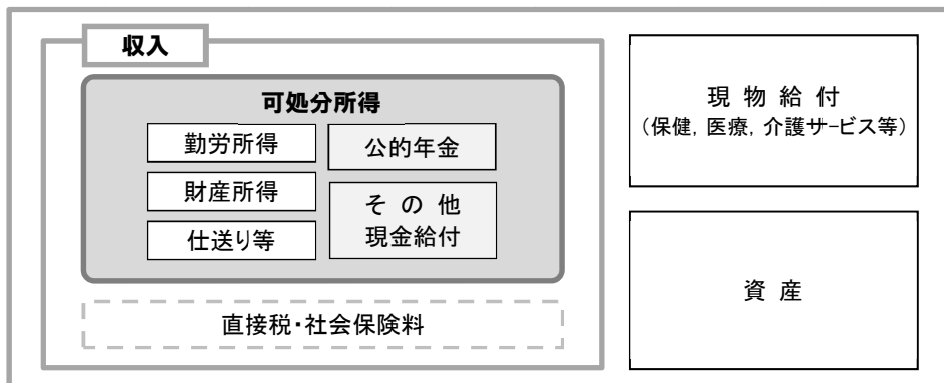 収入
可処分所得
勤労所得
公的年金
財産所得
その他
現金給付
仕送り等
直接税・社会保険料
現物給付
(保健, 医療, 介護サービス等)
資産